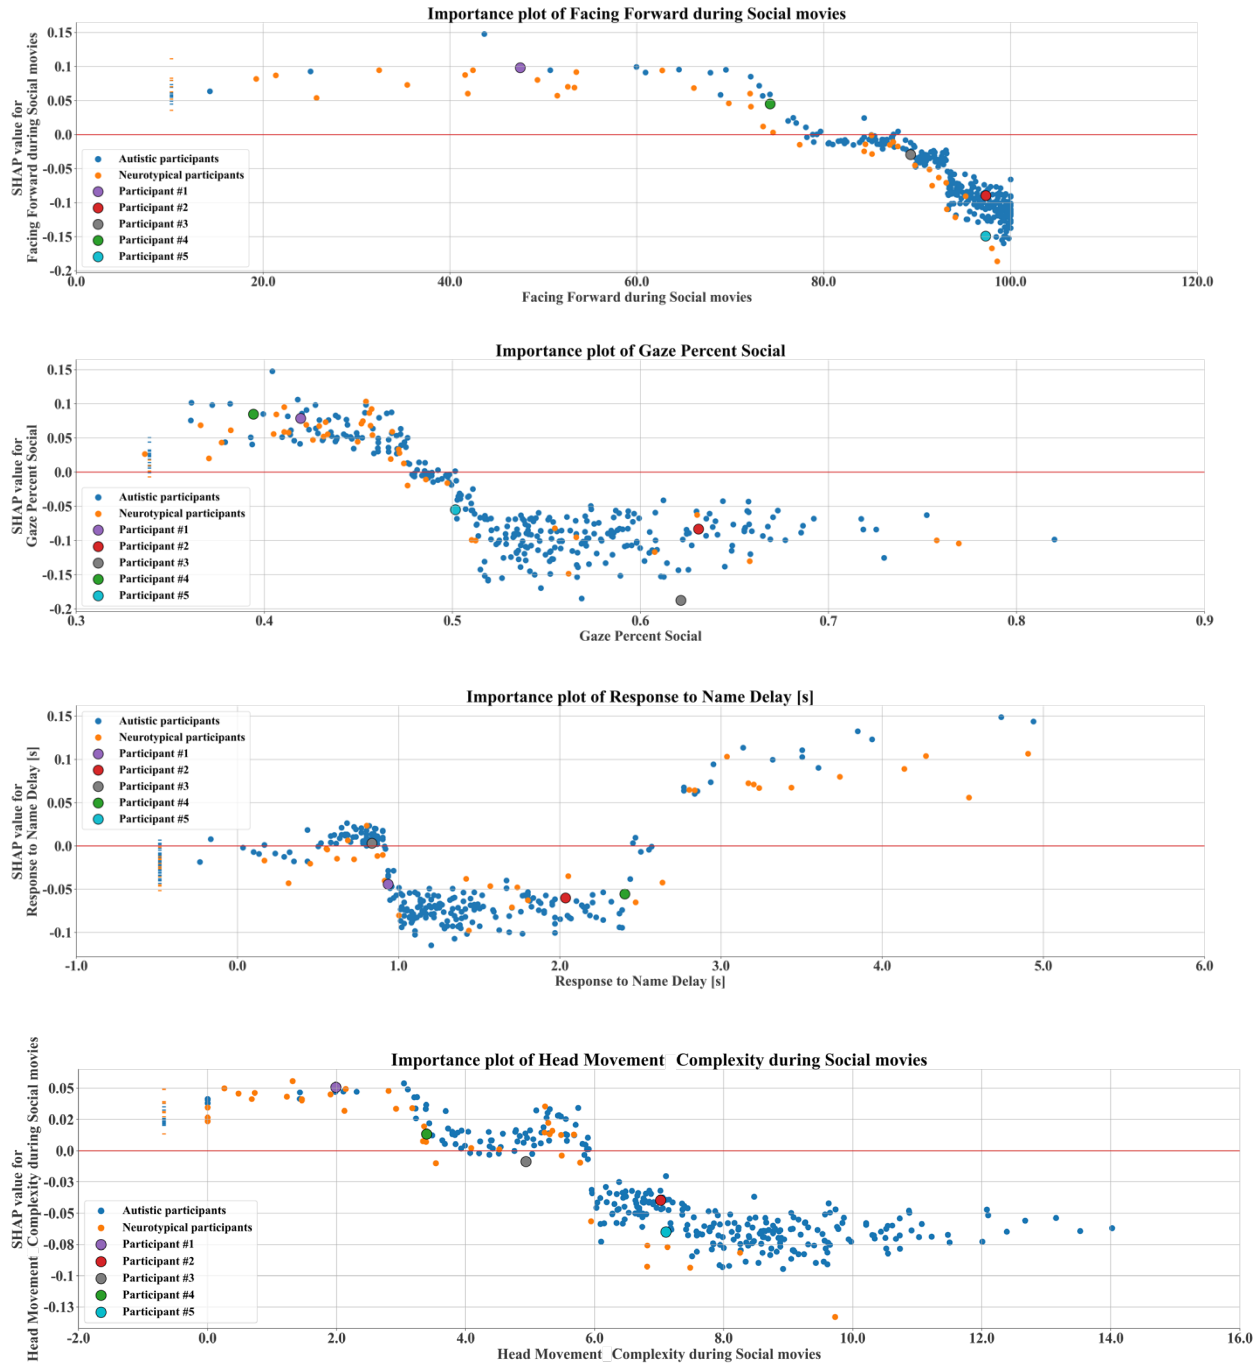 Importance plot of Facing Forward during Social movies
SHAP value for
Facing Forward during Social movies
0.15
0.1
0.05
0.0
-0.05
-0.1
-0.15
-0.2
Autistic participants
Neurotypical participants
Participant #1
Participant #2
Participant #3
Participant #4
Participant #5
0.0 20.0 40.0 60.0 80.0 100.0 120.0
Facing Forward during Social movies
Importance plot of Gaze Percent Social
SHAP value for
Gaze Percent Social
0.15
0.1
0.05
0.0
-0.05
-0.1
-0.15
-0.2
Autistic participants
Neurotypical participants
Participant #1
Participant #2
Participant #3
Participant #4
Participant #5
0.3 0.4 0.5 0.6 0.7 0.8 0.9
Gaze Percent Social
Importance plot of Response to Name Delay [s]
SHAP value for
Response to Name Delay [s]
0.1
0.05
0.0
-0.05
-0.1
Autistic participants
Neurotypical participants
Participant #1
Participant #2
Participant #3
Participant #4
Participant #5
-1.0 0.0 1.0 2.0 3.0 4.0 5.0 6.0
Response to Name Delay [s]
Importance plot of Head Movement_Complexity during Social movies
SHAP value for
Head Movement_Complexity during Social movies
0.05
0.02
0.0
-0.03
-0.05
-0.08
-0.1
-0.13
Autistic participants
Neurotypical participants
Participant #1
Participant #2
Participant #3
Participant #4
Participant #5
-2.0 0.0 2.0 4.0 6.0 8.0 10.0 12.0 14.0 16.0
Head Movement_Complexity during Social movies